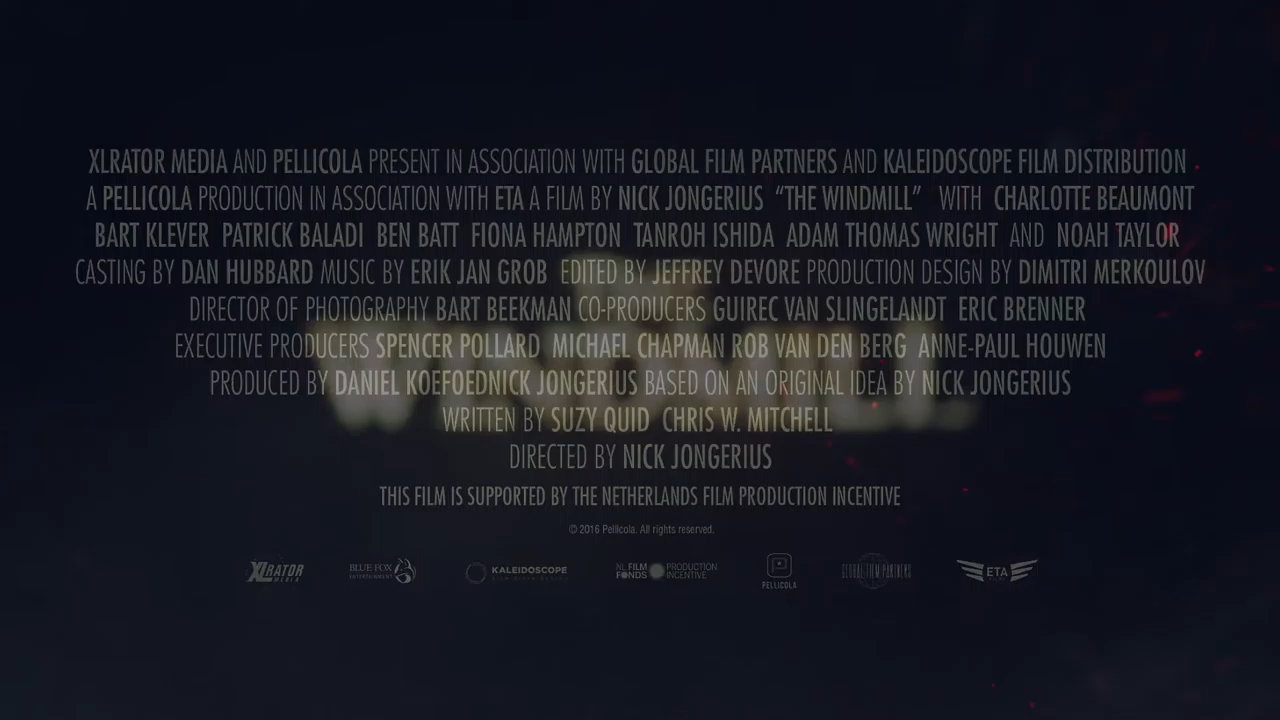 XLRATOR MEDIA AND PELLICOLA PRESENT IN ASSOCIATION WITH GLOBAL FILM PARTNERS AND KALEIDOSCOPE FILM DISTRIBUTION
A PELLICOLA PRODUCTION IN ASSOCIATION WITH ETA A FILM BY NICK JONGERIUS "THE WINDMILL" WITH CHARLOTTE BEAUMONT
BART KLEVER PATRICK BALADI BEN BATT FIONA HAMPTON TANROH ISHIDA ADAM THOMAS WRIGHT AND NOAH TAYLOR
CASTING BY DAN HUBBARD MUSIC BY ERIK JAN GROB EDITED BY JEFFREY DEVORE PRODUCTION DESIGN BY DIMITRI MERKOULOV
DIRECTOR OF PHOTOGRAPHY BART BEEKMAN CO-PRODUCERS GUIREC VAN SLINGELANDT ERIC BRENNER
EXECUTIVE PRODUCERS SPENCER POLLARD MICHAEL CHAPMAN ROB VAN DEN BERG ANNE-PAUL HOUWEN
PRODUCED BY DANIEL KOEFOEDNICK JONGERIUS BASED ON AN ORIGINAL IDEA BY NICK JONGERIUS
WRITTEN BY SUZY QUID CHRIS W. MITCHELL
DIRECTED BY NICK JONGERIUS
THIS FILM IS SUPPORTED BY THE NETHERLANDS FILM PRODUCTION INCENTIVE
© 2016 Pellicola. All rights reserved.
XLRATOR MEDIA
BLUE FOX ENTERTAINMENT
KALEIDOSCOPE
NL FILM FONDS PRODUCTION INCENTIVE
PELLICOLA
GLOBAL FILM PARTNERS
ETA